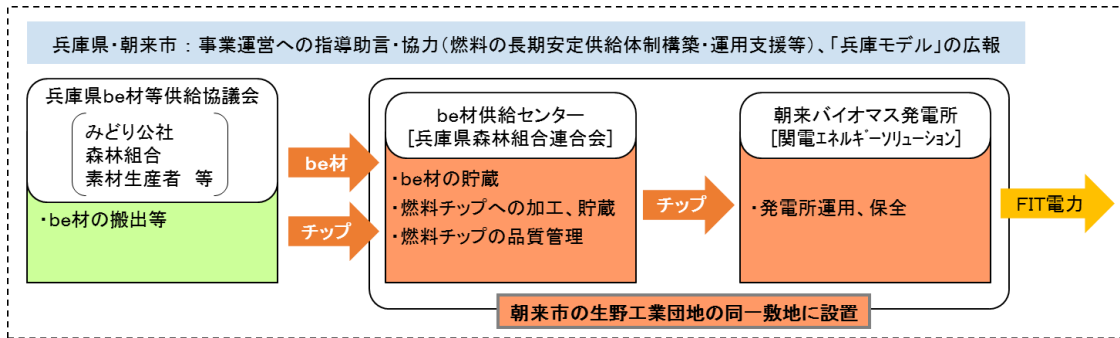 兵庫県・朝来市：事業運営への指導助言・協力（燃料の長期安定供給体制構築・運用支援等）、「兵庫モデル」の広報
兵庫県be材等供給協議会
みどり公社
森林組合
素材生産者　等
・be材の搬出等
be材
チップ
be材供給センター
[兵庫県森林組合連合会]
・be材の貯蔵
・燃料チップへの加工、貯蔵
・燃料チップの品質管理
チップ
朝来バイオマス発電所
[関電エネルギーソリューション]
・発電所運用、保全
FIT電力
朝来市の生野工業団地の同一敷地に設置